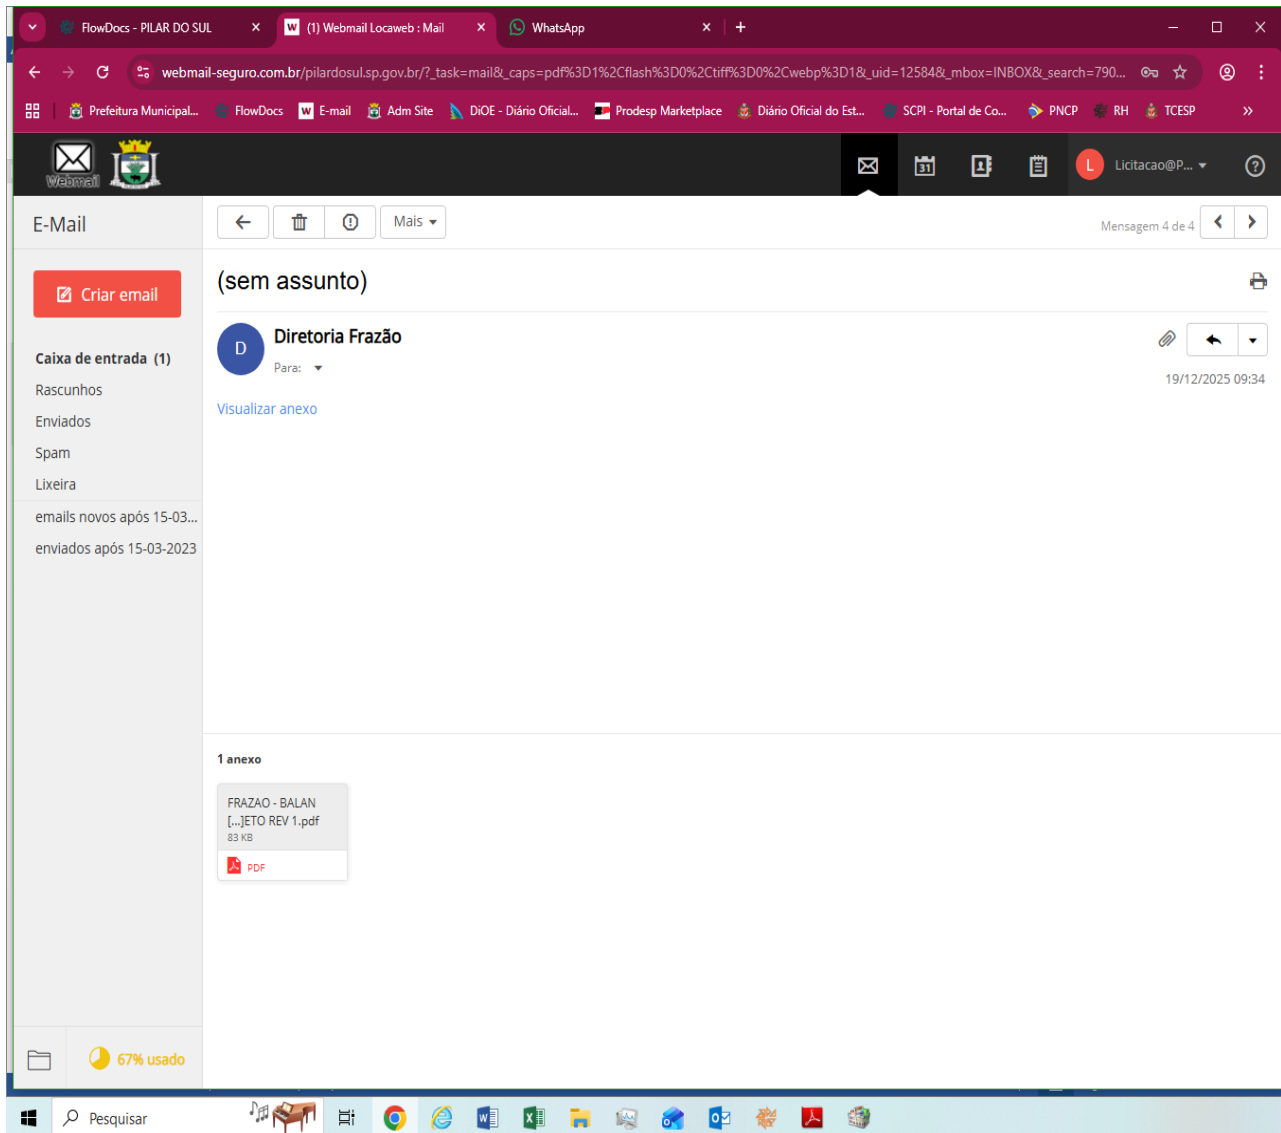 FlowDocs - PILAR DO SUL
(1) Webmail Locaweb : Mail
WhatsApp
webmail-seguro.com.br/pilardosul.sp.gov.br/?_task=mail&_caps=pdf%3D1%2Cflash%3D0%2Ctiff%3D0%2Cwebp%3D1&_uid=12584&_mbox=INBOX&_search=790...
Prefeitura Municipal...
FlowDocs
E-mail
Adm Site
DiOE - Diário Oficial...
Prodesp Marketplace
Diário Oficial do Est...
SCPI - Portal de Co...
PNCP
RH
TCESP
Webmail
31
L
Licitacao@P...
E-Mail
Mais
Mensagem 4 de 4
Criar email
(sem assunto)
D
Diretoria Frazão
Para:
19/12/2025 09:34
Caixa de entrada (1)
Rascunhos
Enviados
Spam
Lixeira
emails novos após 15-03...
enviados após 15-03-2023
Visualizar anexo
1 anexo
FRAZAO - BALAN
[...]ETO REV 1.pdf
83 KB
PDF
67% usado
Pesquisar